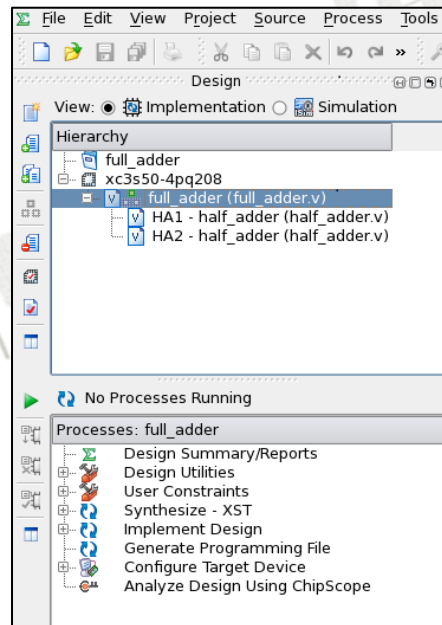 File Edit View Project Source Process Tools
»
Design
View: Implementation Simulation
Hierarchy
full_adder
xc3s50-4pq208
full_adder (full_adder.v)
HA1 - half_adder (half_adder.v)
HA2 - half_adder (half_adder.v)
No Processes Running
Processes: full_adder
Design Summary/Reports
Design Utilities
User Constraints
Synthesize - XST
Implement Design
Generate Programming File
Configure Target Device
Analyze Design Using ChipScope